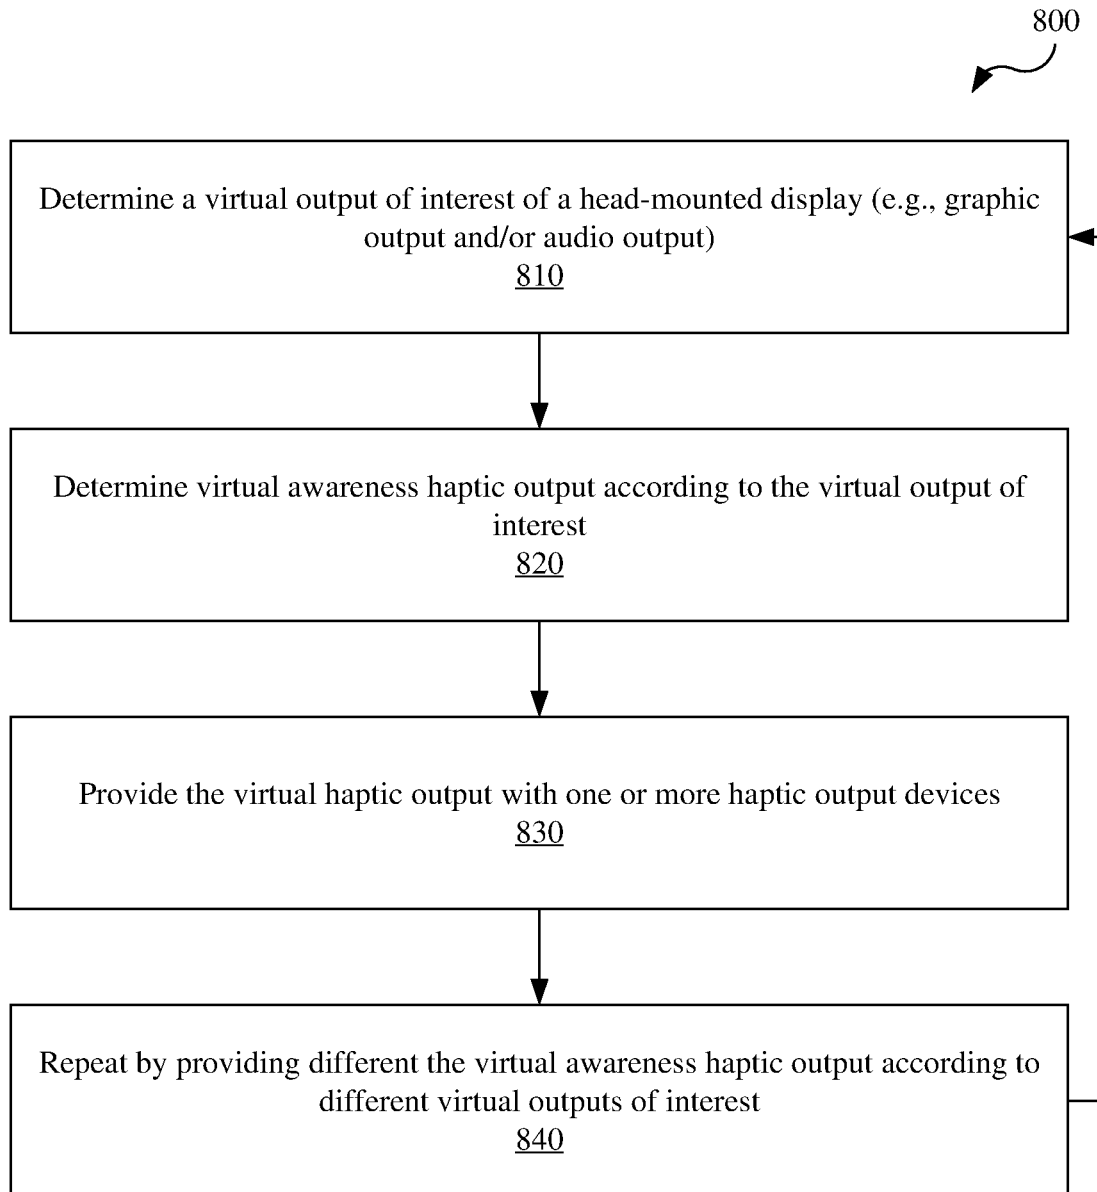 800
Determine a virtual output of interest of a head-mounted display (e.g., graphic
output and/or audio output)
810
Determine virtual awareness haptic output according to the virtual output of
interest
820
Provide the virtual haptic output with one or more haptic output devices
830
Repeat by providing different the virtual awareness haptic output according to
different virtual outputs of interest
840